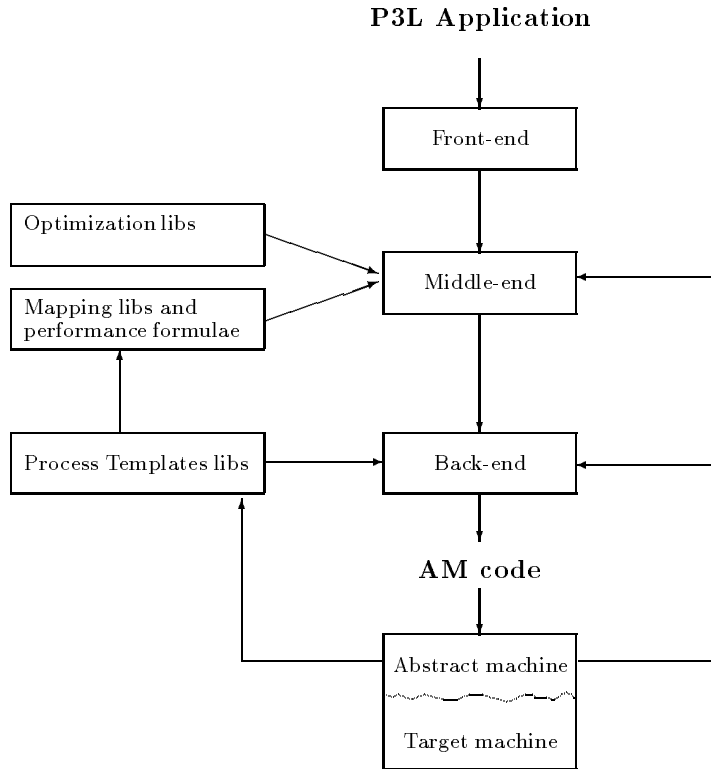 P3L Application
Front-end
Optimization libs
Middle-end
Mapping libs and
performance formulae
Process Templates libs
Back-end
AM code
Abstract machine
Target machine